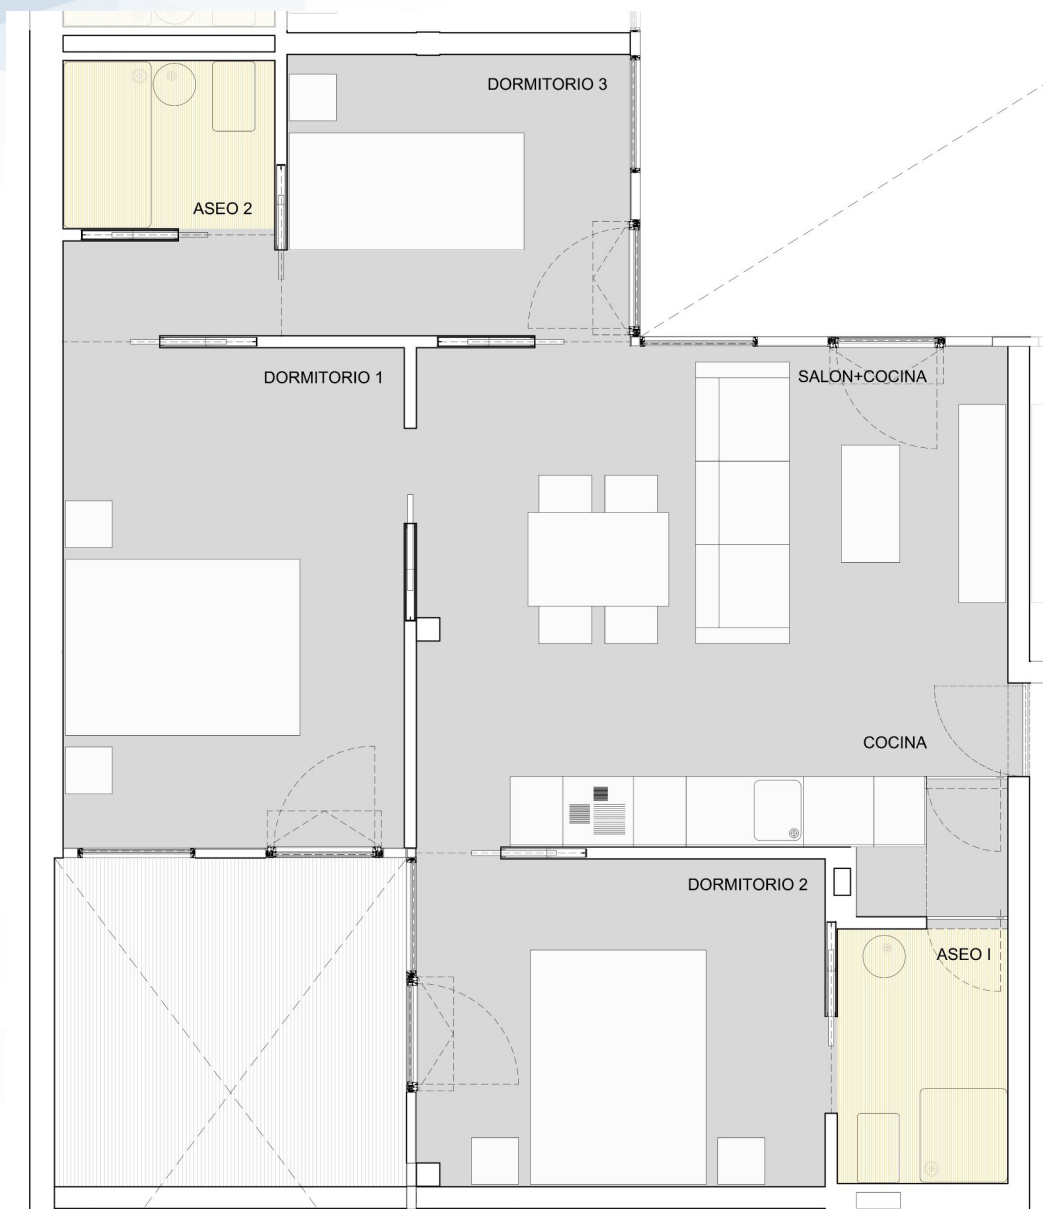 DORMITORIO 3
ASEO 2
DORMITORIO 1
SALON+COCINA
COCINA
DORMITORIO 2
ASEO I